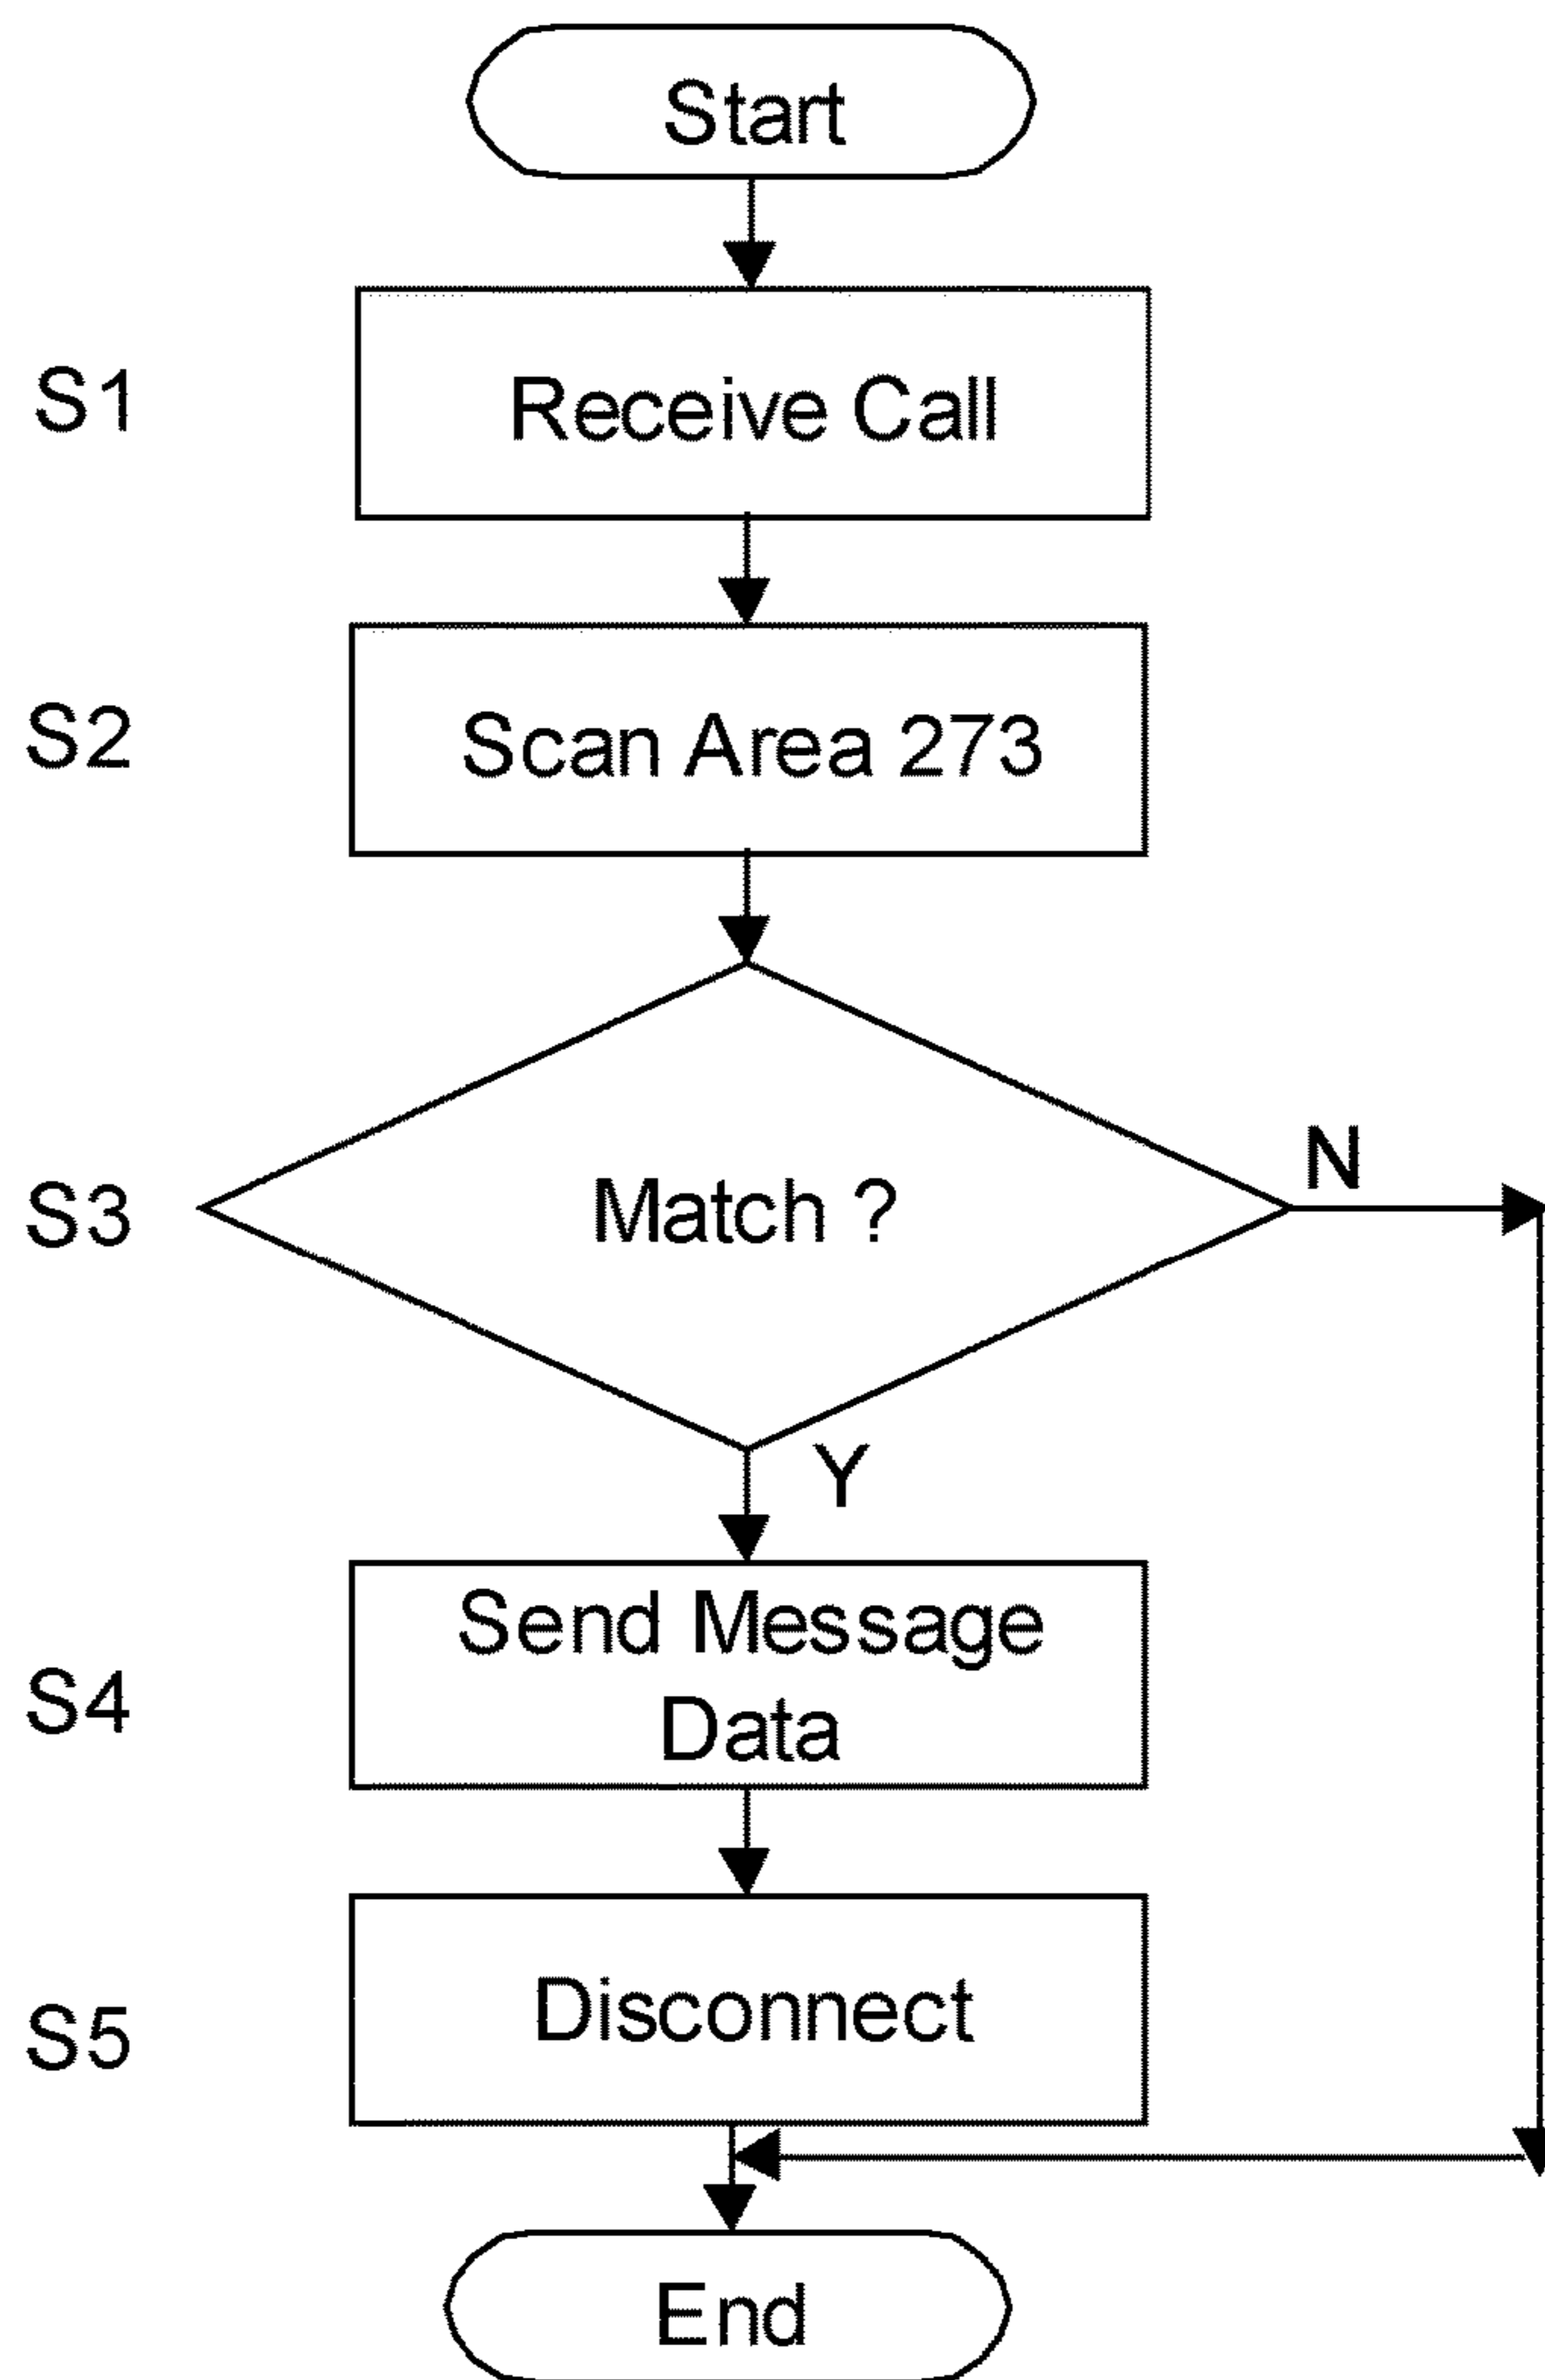 Start
S1
Receive Call
S2
Scan Area 273
S3
Match ?
N
Y
S4
Send Message
Data
S5
Disconnect
End